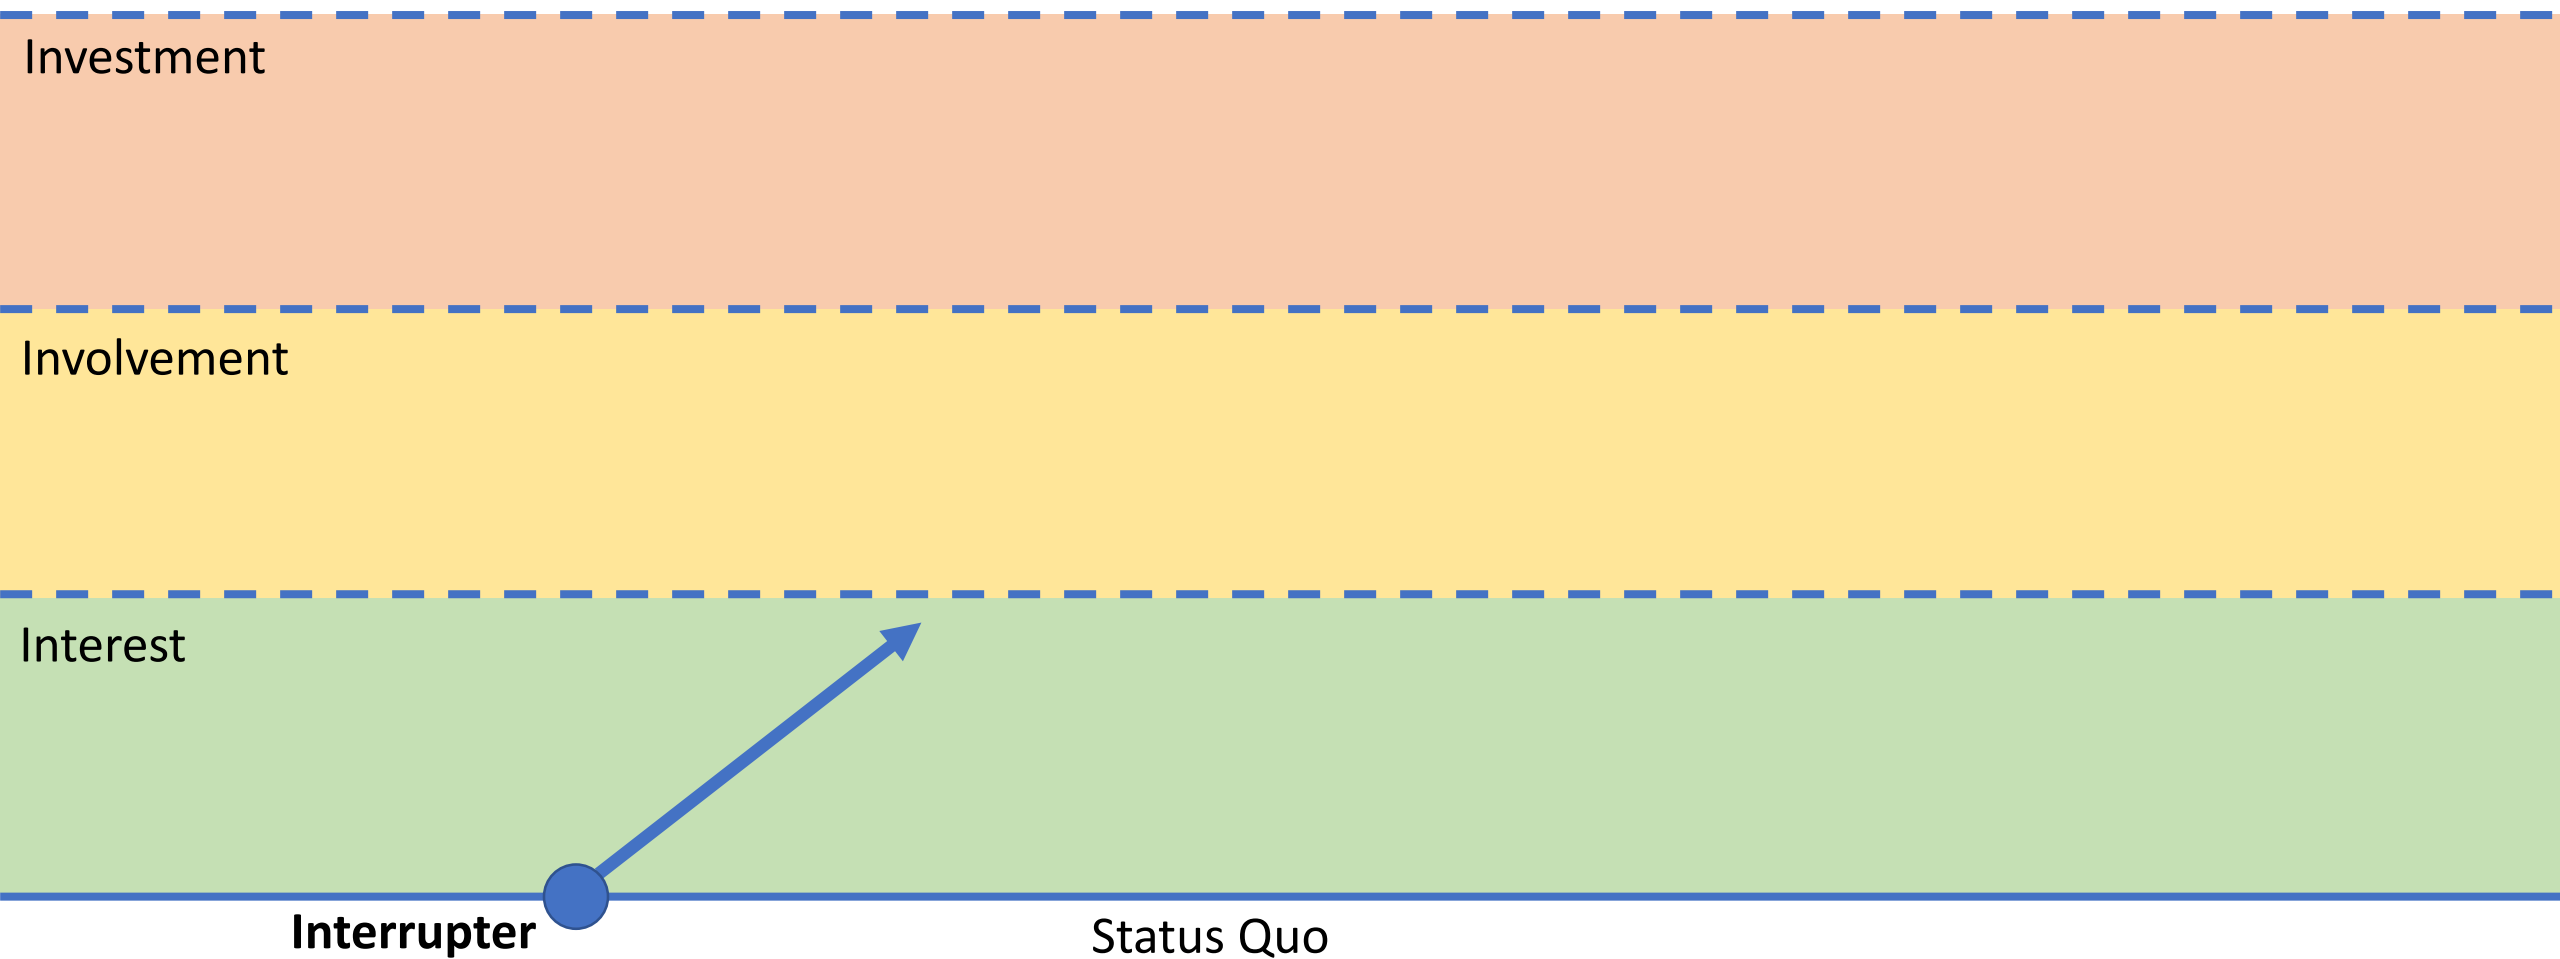 Investment
Involvement
Interest
Interrupter
Status Quo